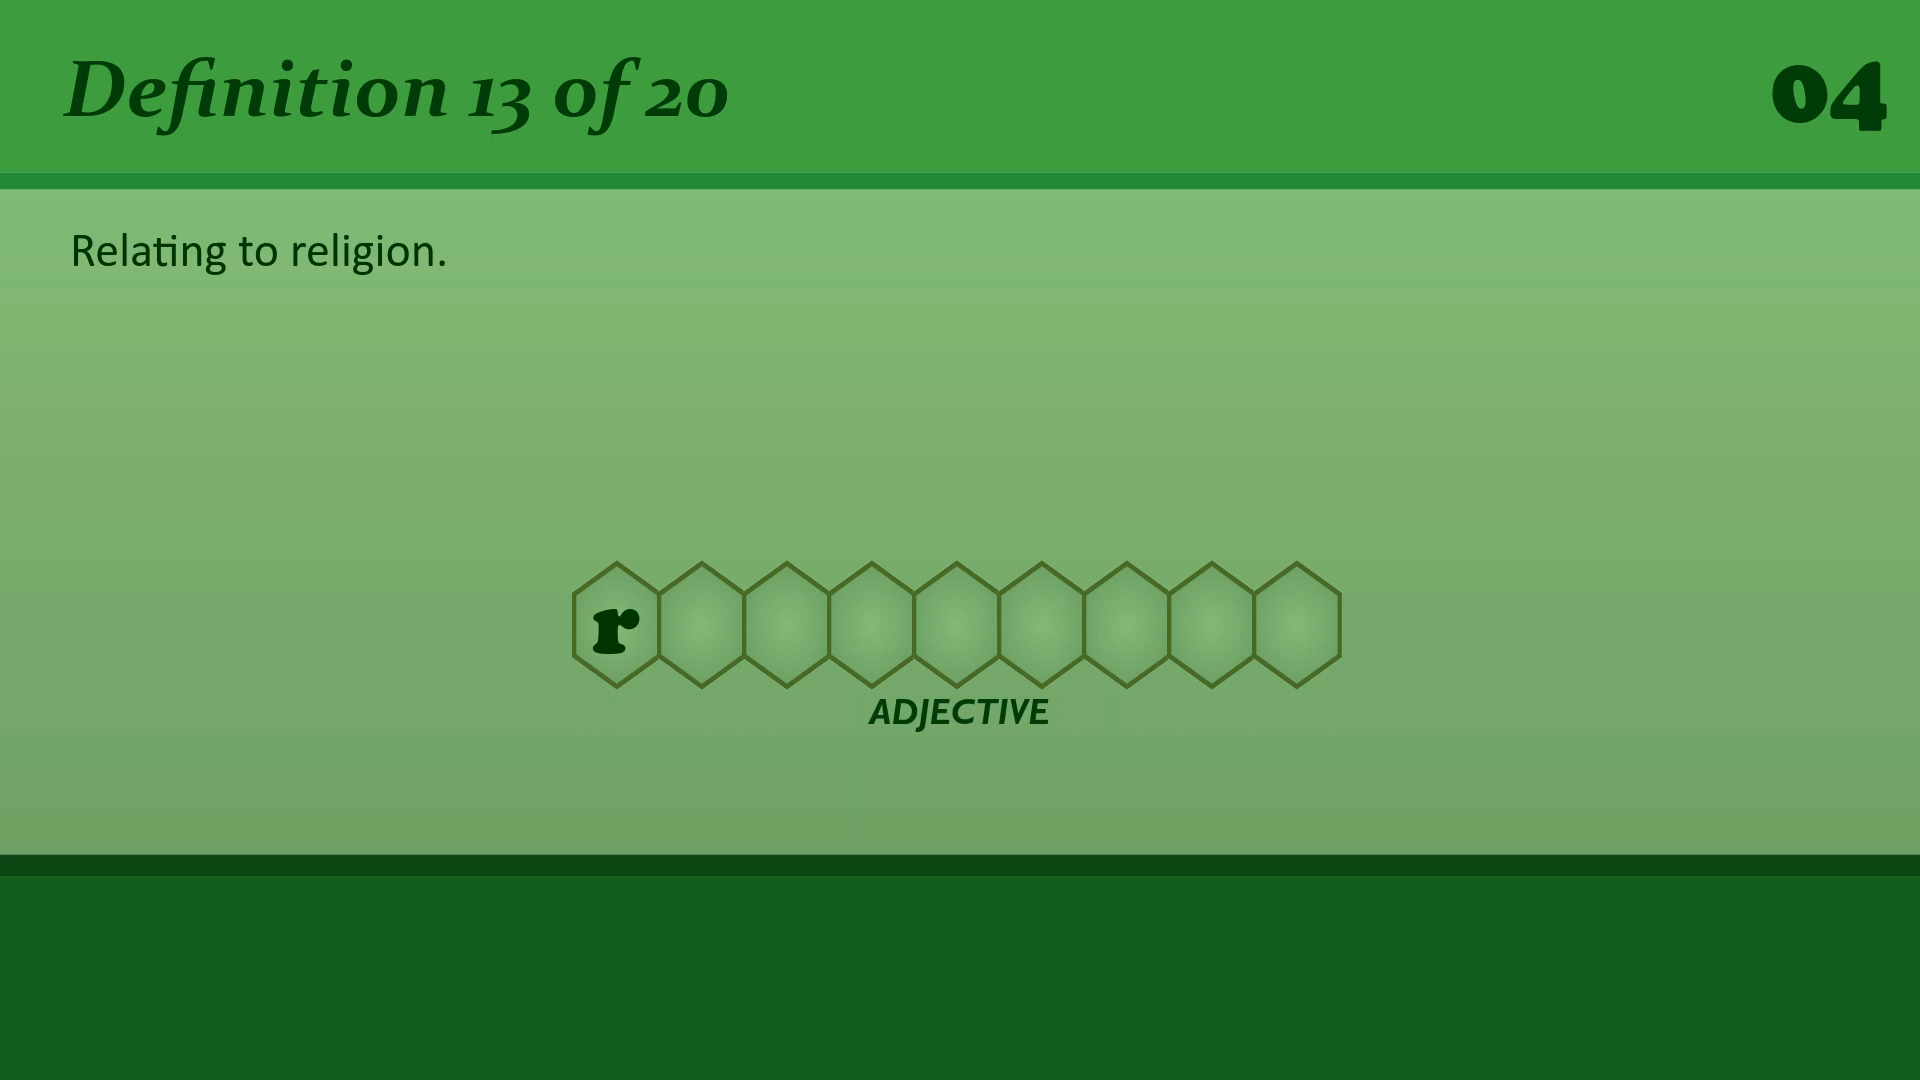 Definition 13 of 20
04
Relating to religion.
r
ADJECTIVE